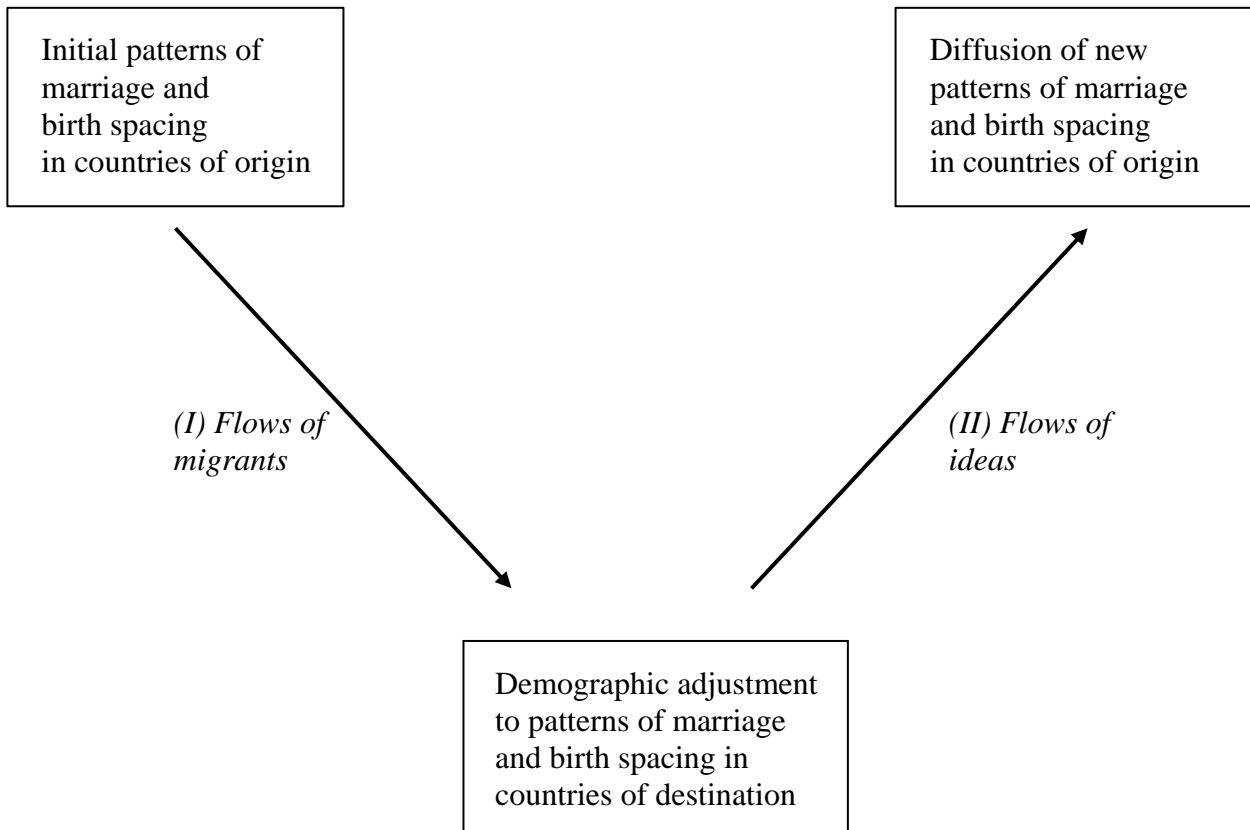 Initial patterns of
marriage and
birth spacing
in countries of origin
Diffusion of new
patterns of marriage
and birth spacing
in countries of origin
(I) Flows of
migrants
(II) Flows of
ideas
Demographic adjustment
to patterns of marriage
and birth spacing in
countries of destination